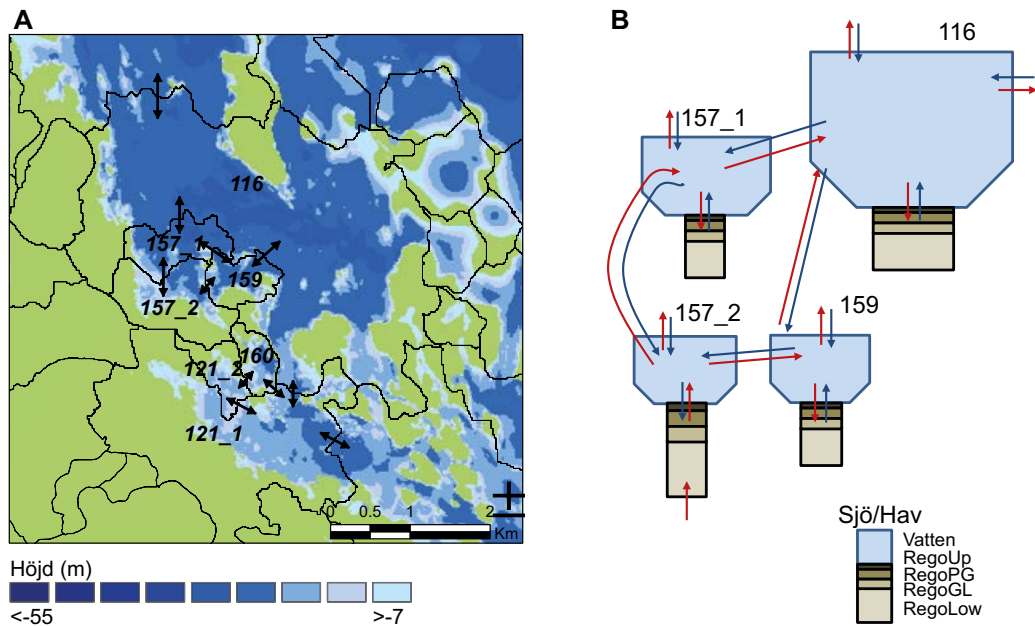 A
116
157_1
159
157_2
160
121_2
121_1
0 0.5 1 2
Km
Höjd (m)
<-55 >-7
B
116
157_1
157_2
159
Sjö/Hav
Vatten
RegoUp
RegoPG
RegoGL
RegoLow